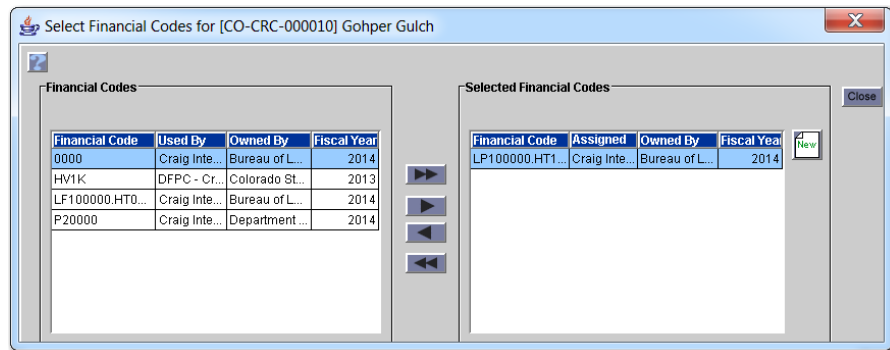 Select Financial Codes for [CO-CRC-000010] Gohper Gulch
X
?
Financial Codes
Selected Financial Codes
Close
Financial Code Used By Owned By Fiscal Year
0000 Craig Inte... Bureau of L... 2014
HV1K DFPC - Cr... Colorado St... 2013
LF100000.HT0... Craig Inte... Bureau of L... 2014
P20000 Craig Inte... Department ... 2014
Financial Code Assigned Owned By Fiscal Year
LP100000.HT1... Craig Inte... Bureau of L... 2014
New